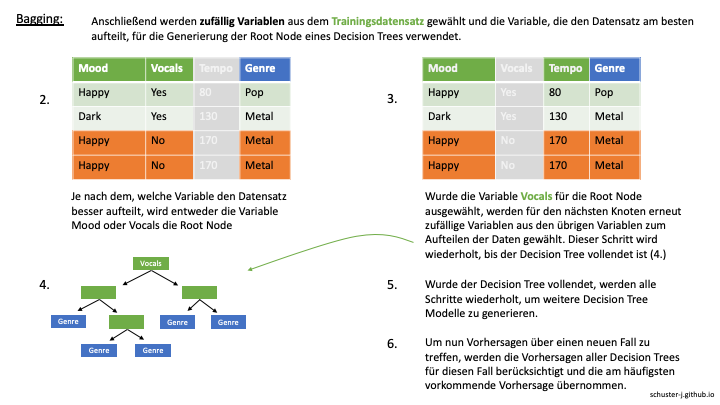 Bagging:
Anschließend werden zufällig Variablen aus dem Trainingsdatensatz gewählt und die Variable, die den Datensatz am besten
aufteilt, für die Generierung der Root Node eines Decision Trees verwendet.
2.
Mood Vocals Tempo Genre
Happy Yes 80 Pop
Dark Yes 130 Metal
Happy No 170 Metal
Happy No 170 Metal
Je nach dem, welche Variable den Datensatz
besser aufteilt, wird entweder die Variable
Mood oder Vocals die Root Node
3.
Mood Vocals Tempo Genre
Happy Yes 80 Pop
Dark Yes 130 Metal
Happy No 170 Metal
Happy No 170 Metal
Wurde die Variable Vocals für die Root Node
ausgewählt, werden für den nächsten Knoten erneut
zufällige Variablen aus den übrigen Variablen zum
Aufteilen der Daten gewählt. Dieser Schritt wird
wiederholt, bis der Decision Tree vollendet ist (4.)
4.
Vocals
Genre
Genre
Genre
Genre
Genre
5.
Wurde der Decision Tree vollendet, werden alle
Schritte wiederholt, um weitere Decision Tree
Modelle zu generieren.
6.
Um nun Vorhersagen über einen neuen Fall zu
treffen, werden die Vorhersagen aller Decision Trees
für diesen Fall berücksichtigt und die am häufigsten
vorkommende Vorhersage übernommen.
schuster-j.github.io